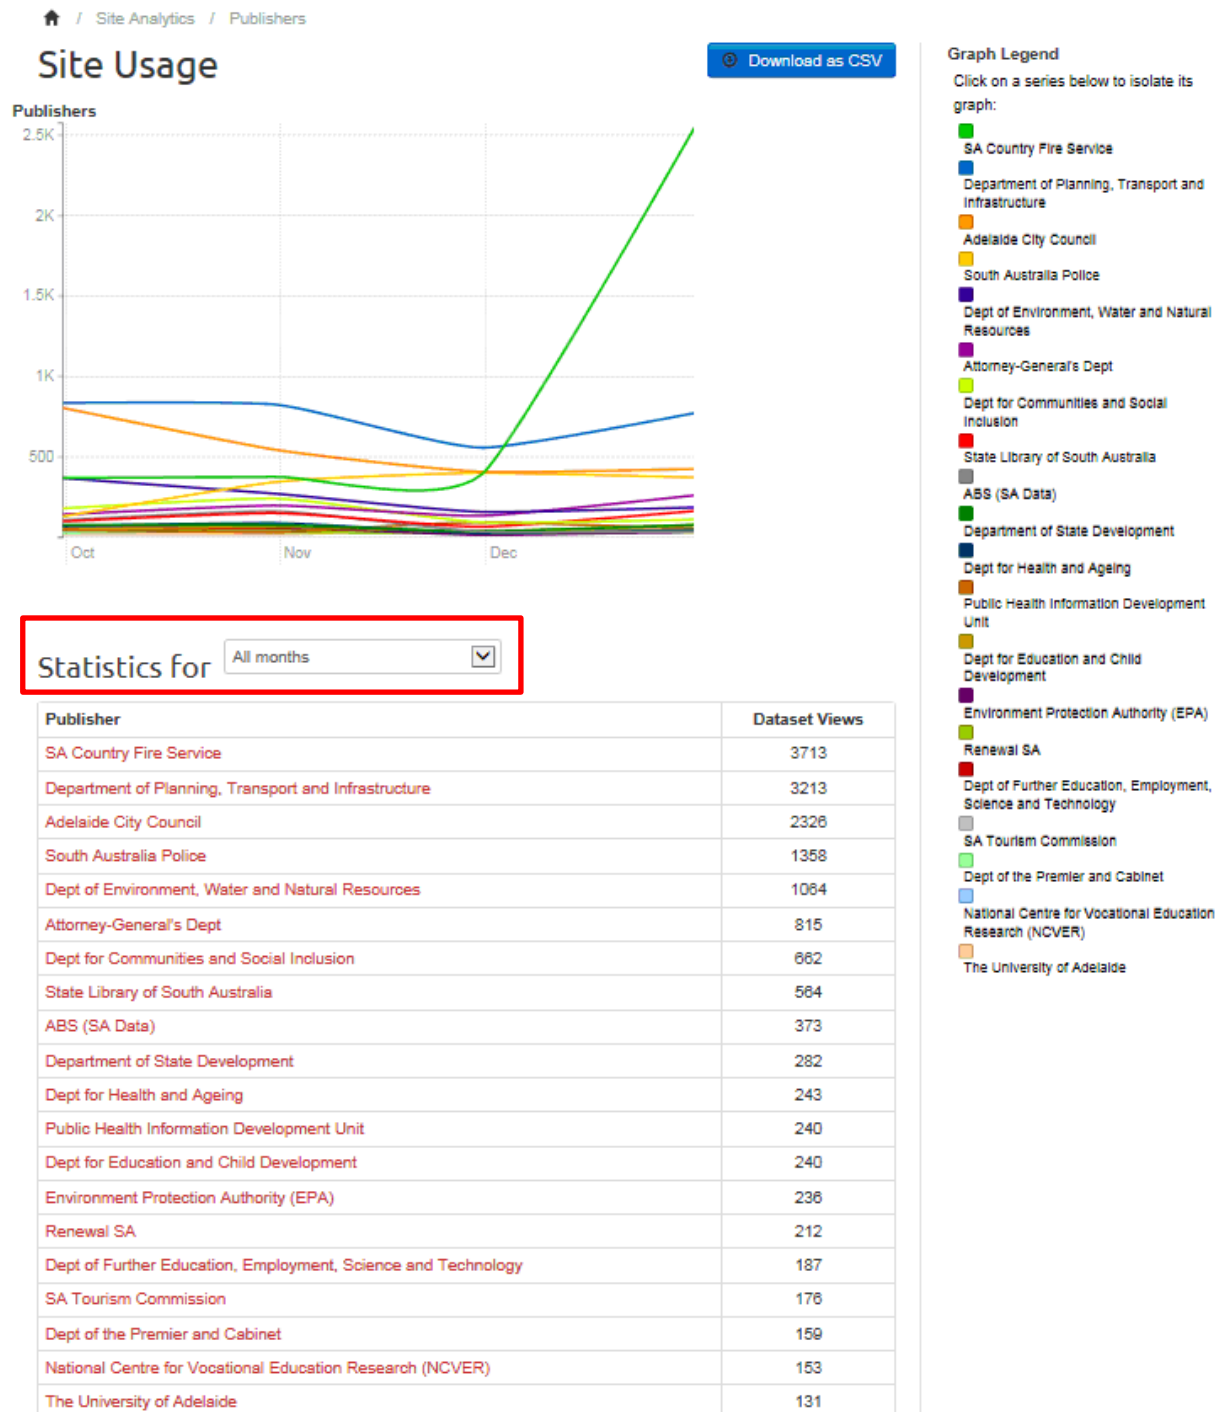 / Site Analytics / Publishers
Site Usage
Download as CSV
Publishers
2.5K
2K
1.5K
1K
500
Oct
Nov
Dec
Graph Legend
Click on a series below to isolate its
graph:
SA Country Fire Service
Department of Planning, Transport and
Infrastructure
Adelaide City Council
South Australia Police
Dept of Environment, Water and Natural
Resources
Attorney-General's Dept
Dept for Communities and Social
Inclusion
State Library of South Australia
ABS (SA Data)
Department of State Development
Dept for Health and Ageing
Public Health Information Development
Unit
Dept for Education and Child
Development
Environment Protection Authority (EPA)
Renewal SA
Dept of Further Education, Employment,
Science and Technology
SA Tourism Commission
Dept of the Premier and Cabinet
National Centre for Vocational Education
Research (NCVER)
The University of Adelaide
Statistics for All months
Publisher Dataset Views
SA Country Fire Service 3713
Department of Planning, Transport and Infrastructure 3213
Adelaide City Council 2326
South Australia Police 1358
Dept of Environment, Water and Natural Resources 1064
Attorney-General's Dept 815
Dept for Communities and Social Inclusion 662
State Library of South Australia 564
ABS (SA Data) 373
Department of State Development 282
Dept for Health and Ageing 243
Public Health Information Development Unit 240
Dept for Education and Child Development 240
Environment Protection Authority (EPA) 236
Renewal SA 212
Dept of Further Education, Employment, Science and Technology 187
SA Tourism Commission 176
Dept of the Premier and Cabinet 159
National Centre for Vocational Education Research (NCVER) 153
The University of Adelaide 131